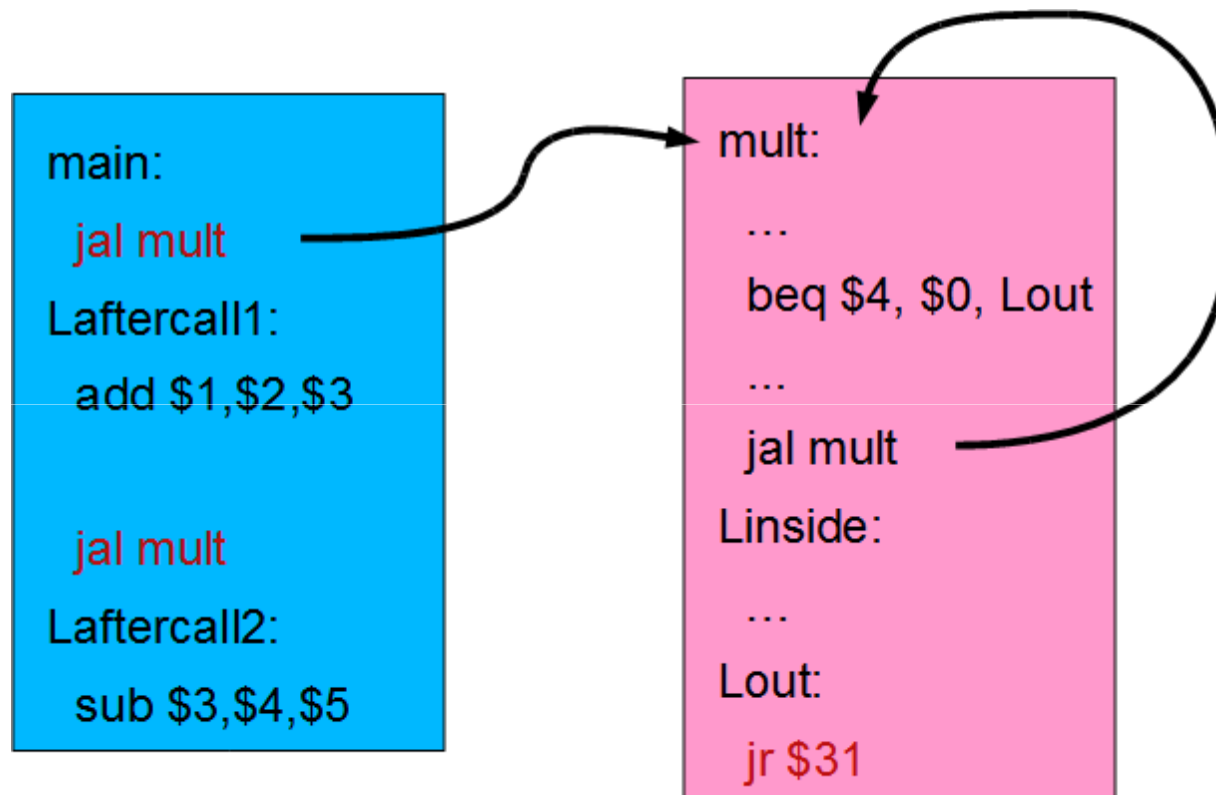 main:
jal mult
Laftercall1:
add $1,$2,$3
jal mult
Laftercall2:
sub $3,$4,$5
mult:
...
beq $4, $0, Lout
...
jal mult
Linside:
...
Lout:
jr $31